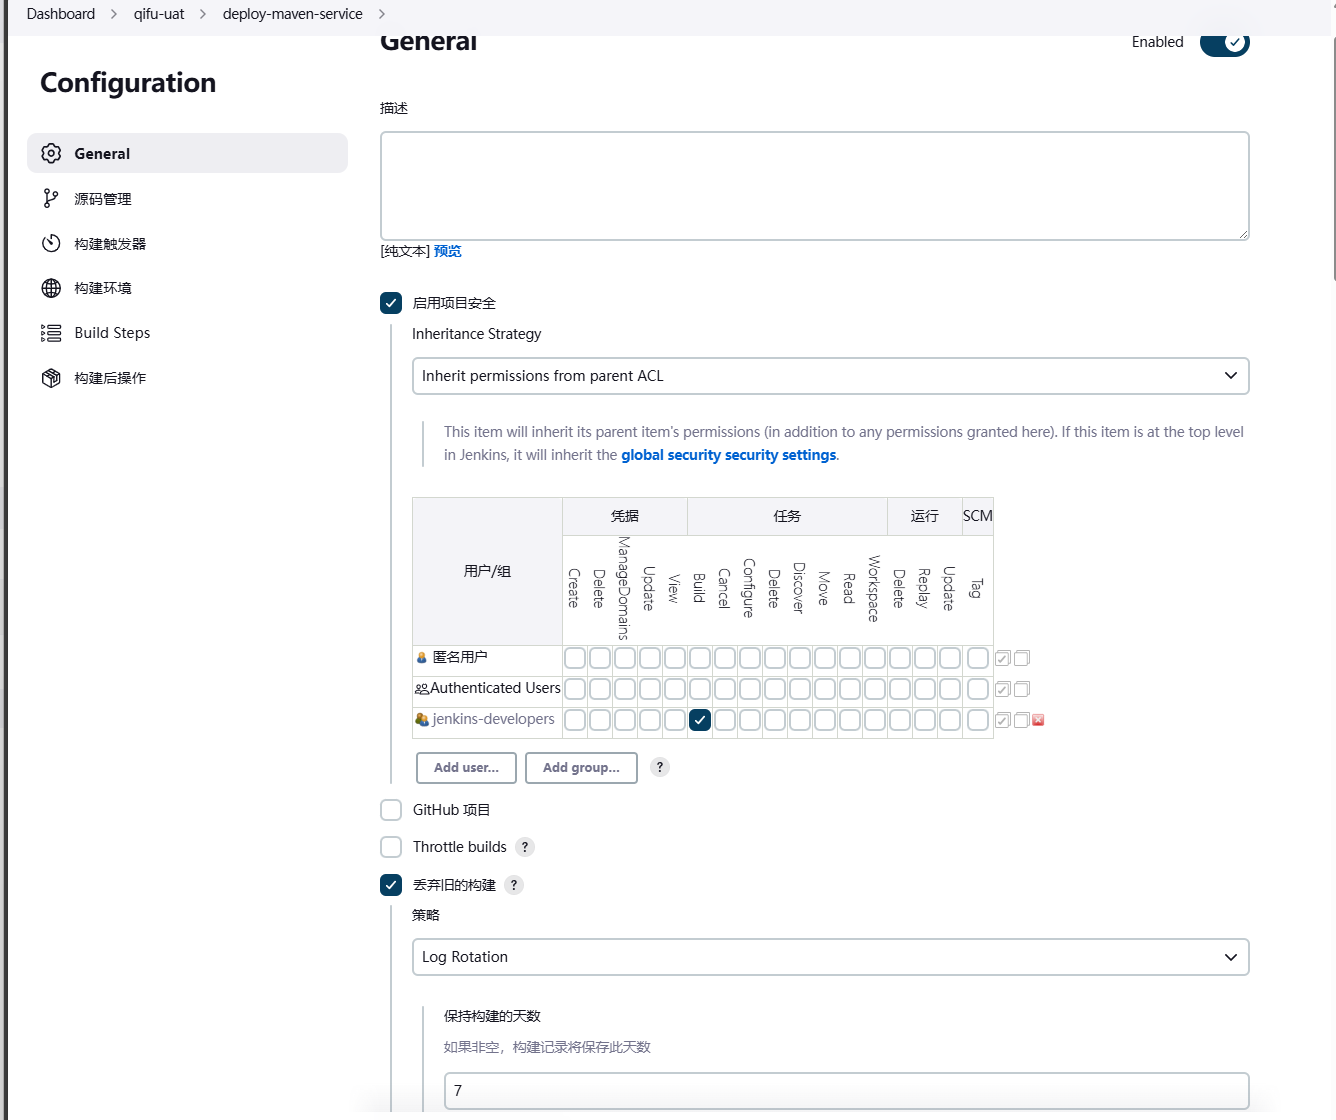 Dashboard > qifu-uat > deploy-maven-service >
General
Enabled
Configuration
General
源码管理
构建触发器
构建环境
Build Steps
构建后操作
描述
[纯文本] 预览
启用项目安全
Inheritance Strategy
Inherit permissions from parent ACL
This item will inherit its parent item's permissions (in addition to any permissions granted here). If this item is at the top level
in Jenkins, it will inherit the global security security settings.
用户/组
凭据 任务 运行 SCM
Create Delete ManageDomains Update View Build Cancel Configure Delete Discover Move Read Workspace Delete Replay Update Tag
匿名用户
Authenticated Users
jenkins-developers
Add user... Add group... ?
GitHub 项目
Throttle builds ?
丢弃旧的构建 ?
策略
Log Rotation
保持构建的天数
如果非空，构建记录将保存此天数
7